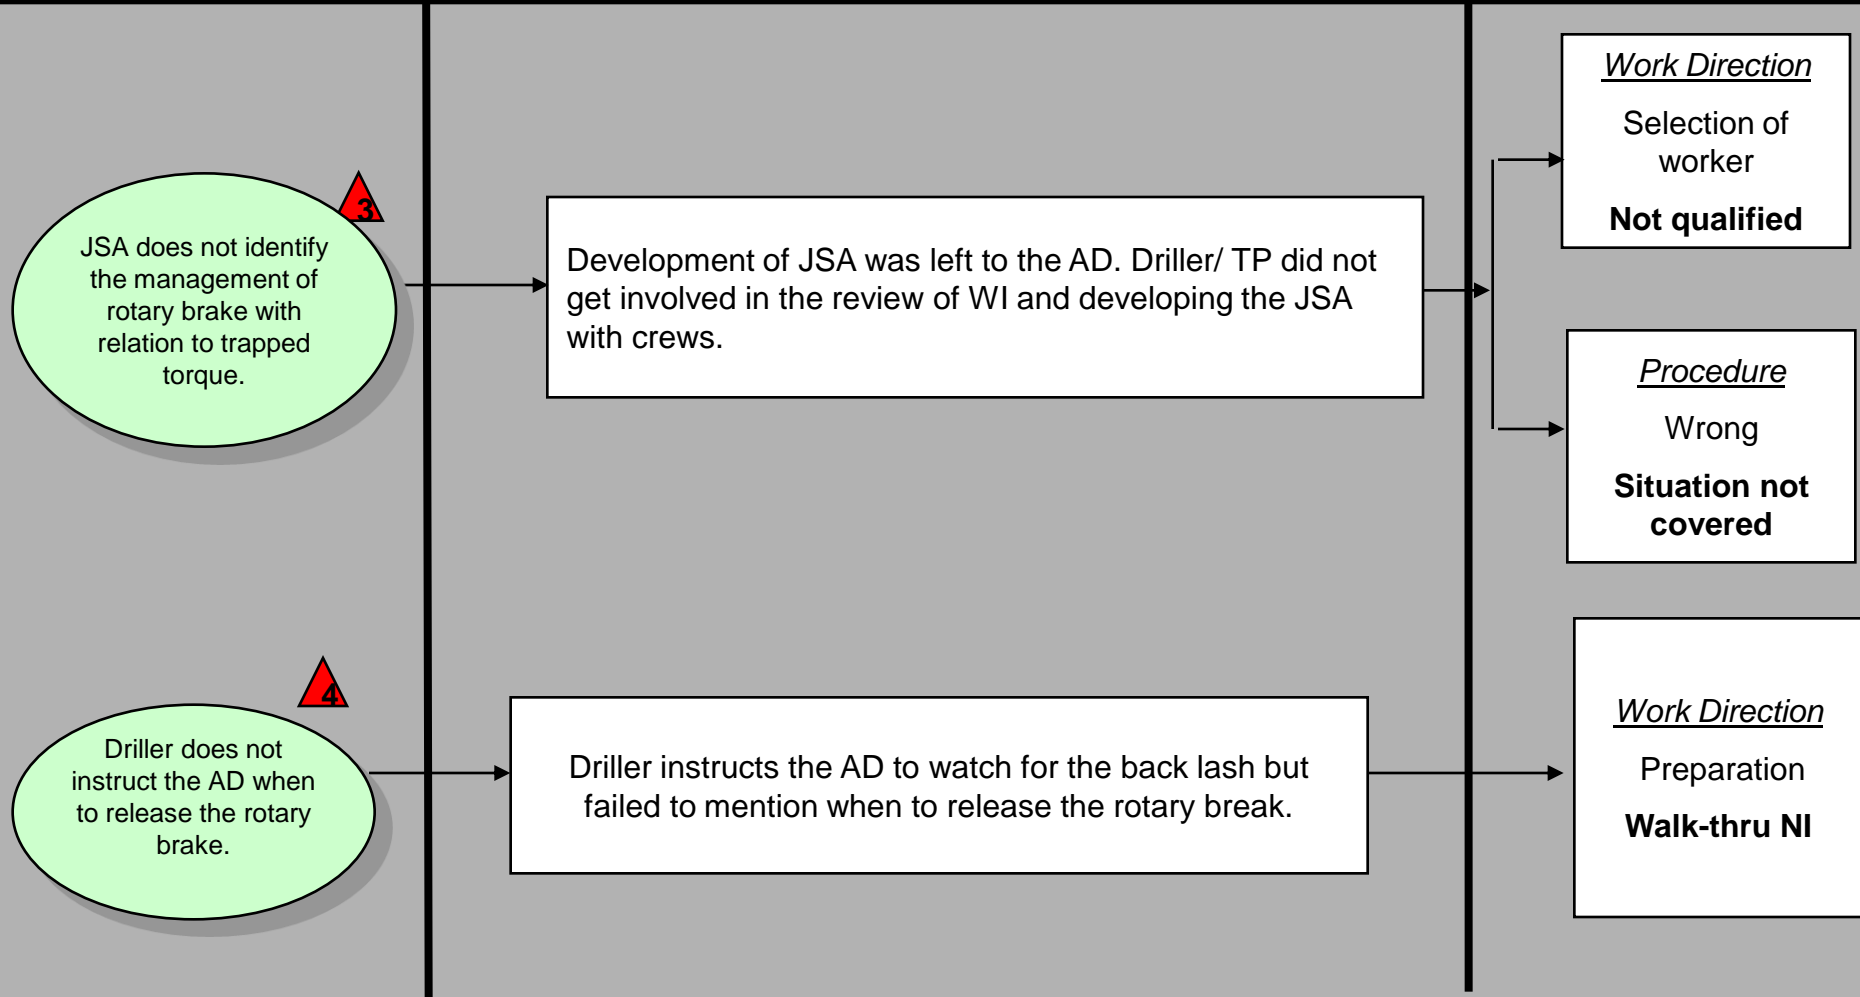 3
JSA does not identify
the management of
rotary brake with
relation to trapped
torque.
Development of JSA was left to the AD. Driller/ TP did not
get involved in the review of WI and developing the JSA
with crews.
Work Direction
Selection of
worker
Not qualified
Procedure
Wrong
Situation not
covered
4
Driller does not
instruct the AD when
to release the rotary
brake.
Driller instructs the AD to watch for the back lash but
failed to mention when to release the rotary break.
Work Direction
Preparation
Walk-thru NI